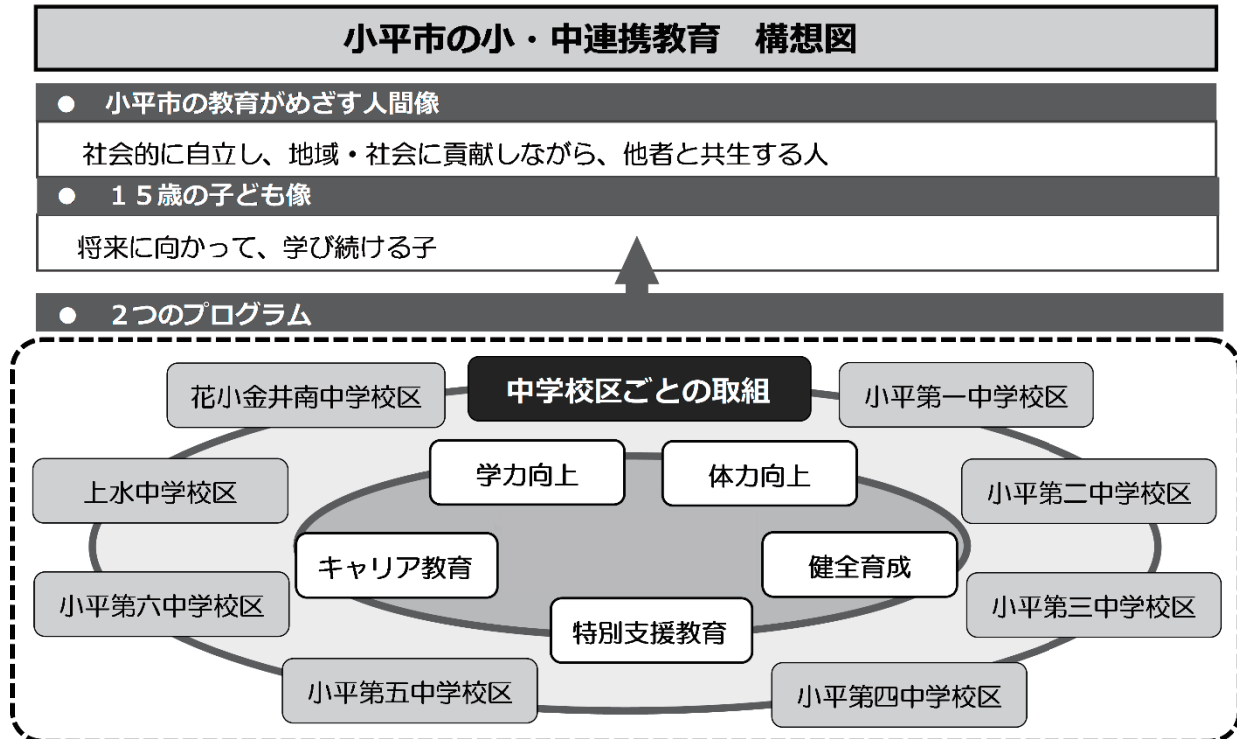 小平市の小・中連携教育　構想図
● 小平市の教育がめざす人間像
社会的に自立し、地域・社会に貢献しながら、他者と共生する人
● １５歳の子ども像
将来に向かって、学び続ける子
● ２つのプログラム
中学校区ごとの取組
花小金井南中学校区
小平第一中学校区
学力向上
体力向上
上水中学校区
小平第二中学校区
キャリア教育
健全育成
小平第六中学校区
小平第三中学校区
特別支援教育
小平第五中学校区
小平第四中学校区